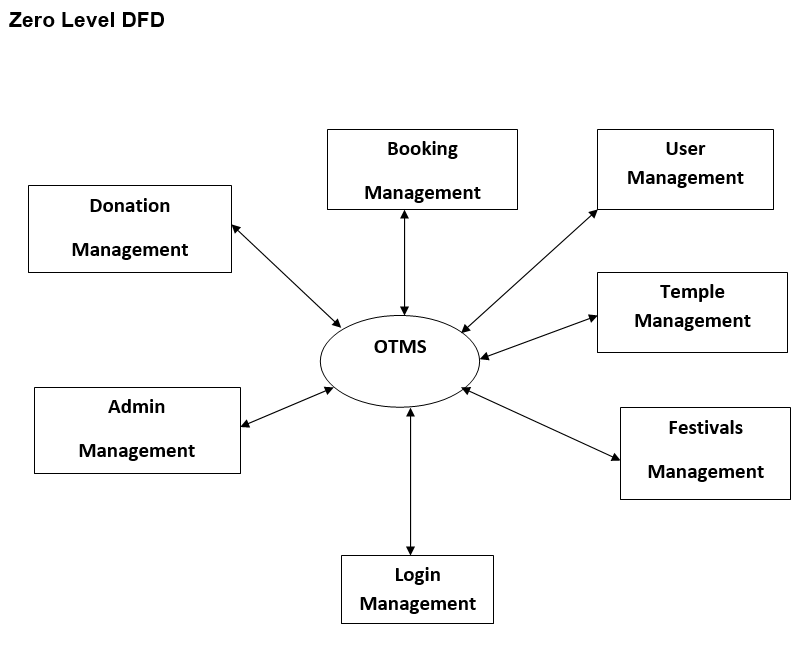 Zero Level DFD
Booking
Management
User
Management
Donation
Management
Temple
Management
OTMS
Admin
Management
Festivals
Management
Login
Management